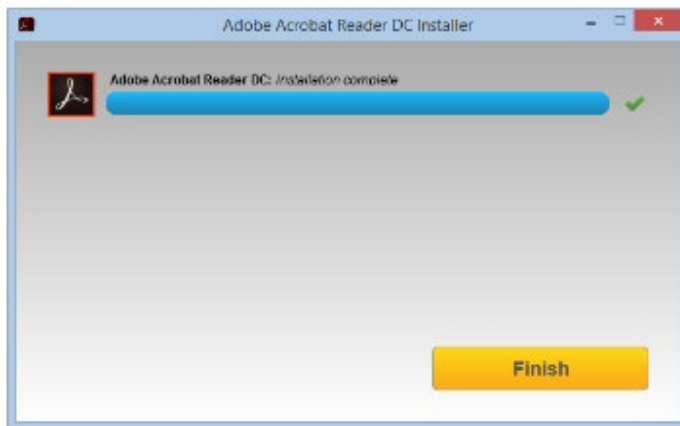 Adobe Acrobat Reader DC Installer
Adobe Acrobat Reader DC: Installation complete
Finish